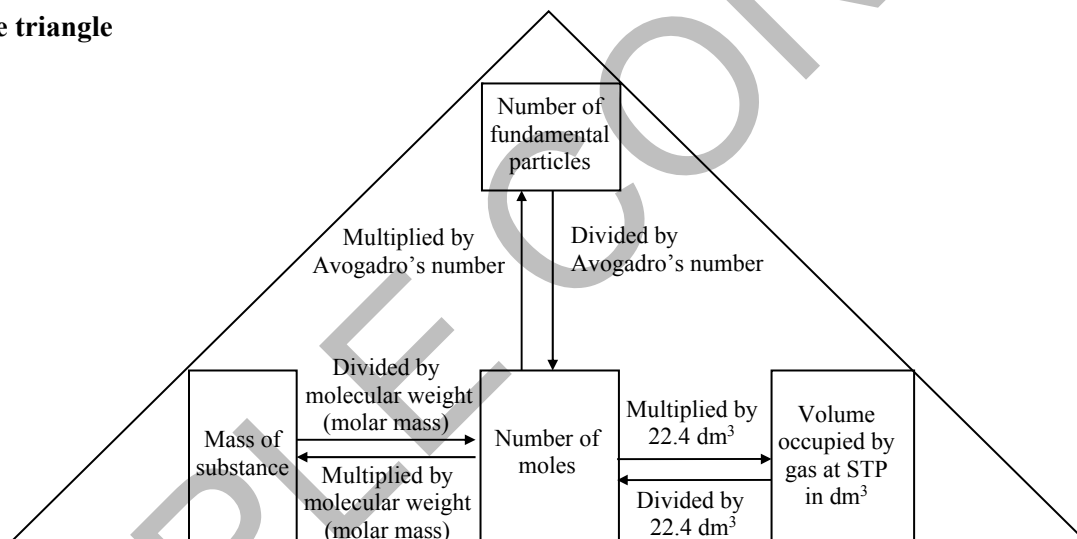 e triangle
Number of
fundamental
particles
Multiplied by
Avogadro’s number
Divided by
Avogadro’s number
Divided by
molecular weight
(molar mass)
Mass of
substance
Multiplied by
molecular weight
(molar mass)
Number of
moles
Multiplied by
22.4 dm³
Divided by
22.4 dm³
Volume
occupied by
gas at STP
in dm³
PLE CON